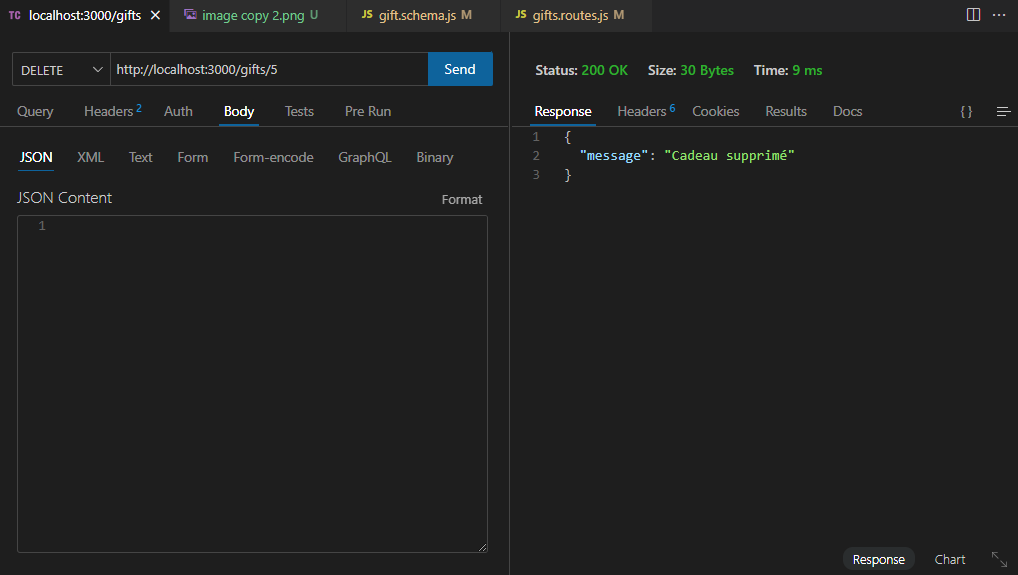 TC localhost:3000/gifts image copy 2.png U JS gift.schema.js M JS gifts.routes.js M
DELETE http://localhost:3000/gifts/5 Send
Status: 200 OK Size: 30 Bytes Time: 9 ms
Query Headers 2 Auth Body Tests Pre Run
Response Headers 6 Cookies Results Docs { }
1 {
2 "message": "Cadeau supprimé"
3 }
JSON XML Text Form Form-encode GraphQL Binary
JSON Content Format
1
Response Chart